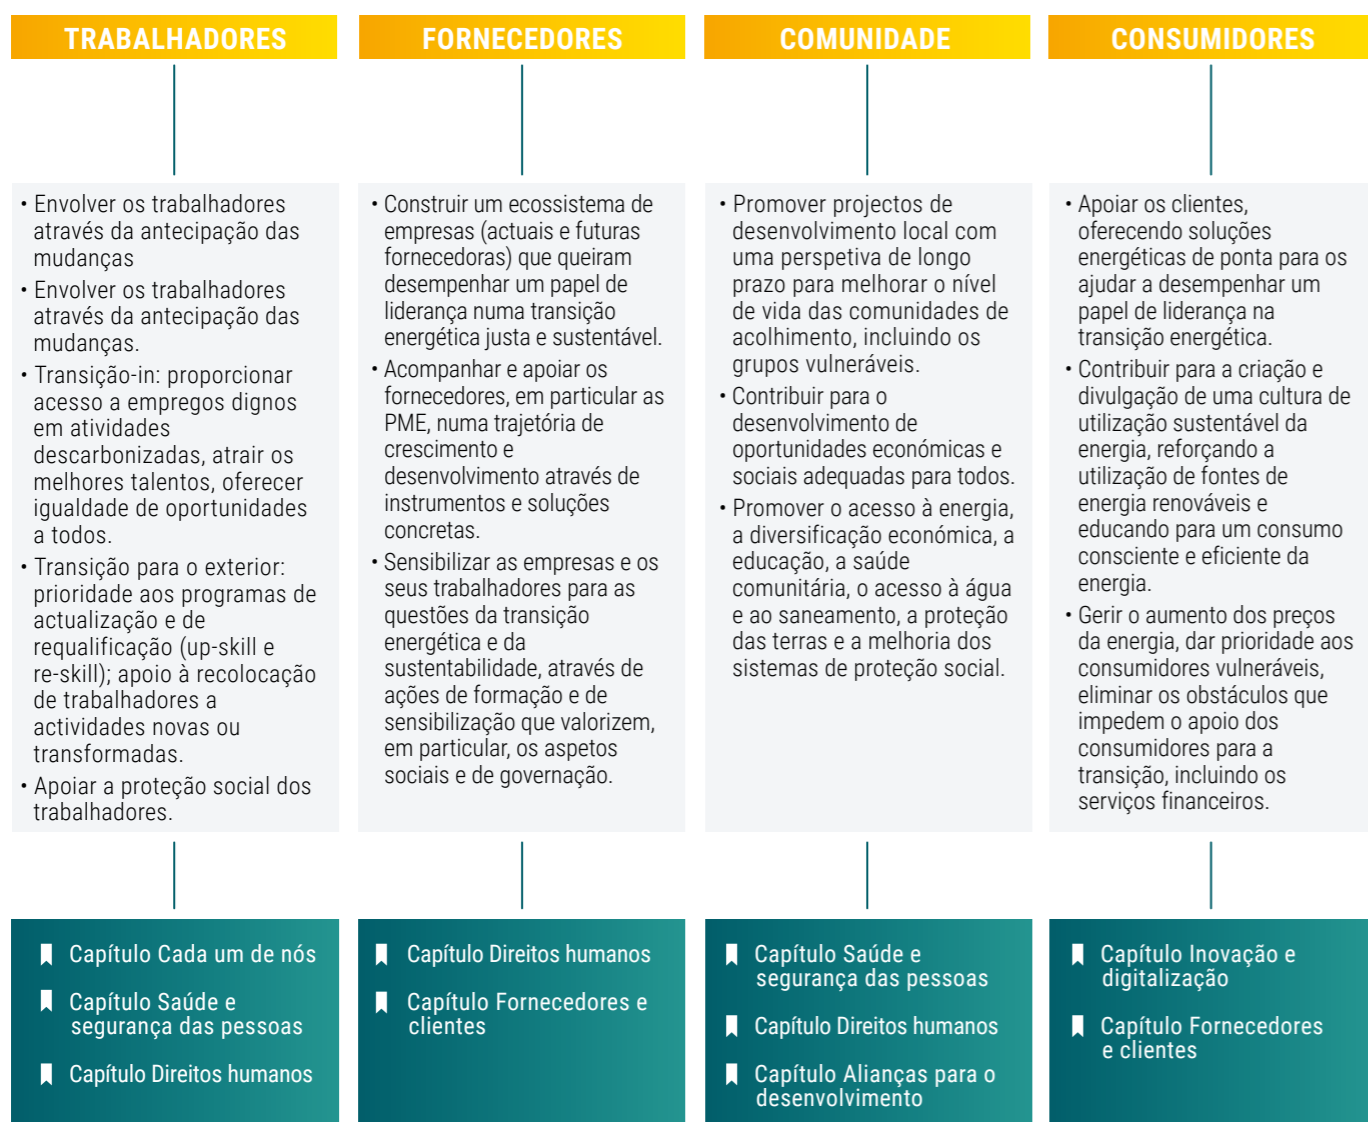 TRABALHADORES
• Envolver os trabalhadores
através da antecipação das
mudanças
• Envolver os trabalhadores
através da antecipação das
mudanças.
• Transição-in: proporcionar
acesso a empregos dignos
em atividades
descarbonizadas, atrair os
melhores talentos, oferecer
igualdade de oportunidades
a todos.
• Transição para o exterior:
prioridade aos programas de
actualização e de
requalificação (up-skill e
re-skill); apoio à recolocação
de trabalhadores a
actividades novas ou
transformadas.
• Apoiar a proteção social dos
trabalhadores.
Capítulo Cada um de nós
Capítulo Saúde e
segurança das pessoas
Capítulo Direitos humanos
FORNECEDORES
• Construir um ecossistema de
empresas (actuais e futuras
fornecedoras) que queiram
desempenhar um papel de
liderança numa transição
energética justa e sustentável.
• Acompanhar e apoiar os
fornecedores, em particular as
PME, numa trajetória de
crescimento e
desenvolvimento através de
instrumentos e soluções
concretas.
• Sensibilizar as empresas e os
seus trabalhadores para as
questões da transição
energética e da
sustentabilidade, através de
ações de formação e de
sensibilização que valorizem,
em particular, os aspetos
sociais e de governação.
Capítulo Direitos humanos
Capítulo Fornecedores e
clientes
COMUNIDADE
• Promover projectos de
desenvolvimento local com
uma perspetiva de longo
prazo para melhorar o nível
de vida das comunidades de
acolhimento, incluindo os
grupos vulneráveis.
• Contribuir para o
desenvolvimento de
oportunidades económicas e
sociais adequadas para todos.
• Promover o acesso à energia,
a diversificação económica, a
educação, a saúde
comunitária, o acesso à água
e ao saneamento, a proteção
das terras e a melhoria dos
sistemas de proteção social.
Capítulo Saúde e
segurança das pessoas
Capítulo Direitos humanos
Capítulo Alianças para o
desenvolvimento
CONSUMIDORES
• Apoiar os clientes,
oferecendo soluções
energéticas de ponta para os
ajudar a desempenhar um
papel de liderança na
transição energética.
• Contribuir para a criação e
divulgação de uma cultura de
utilização sustentável da
energia, reforçando a
utilização de fontes de
energia renováveis e
educando para um consumo
consciente e eficiente da
energia.
• Gerir o aumento dos preços
da energia, dar prioridade aos
consumidores vulneráveis,
eliminar os obstáculos que
impedem o apoio dos
consumidores para a
transição, incluindo os
serviços financeiros.
Capítulo Inovação e
digitalização
Capítulo Fornecedores
e clientes